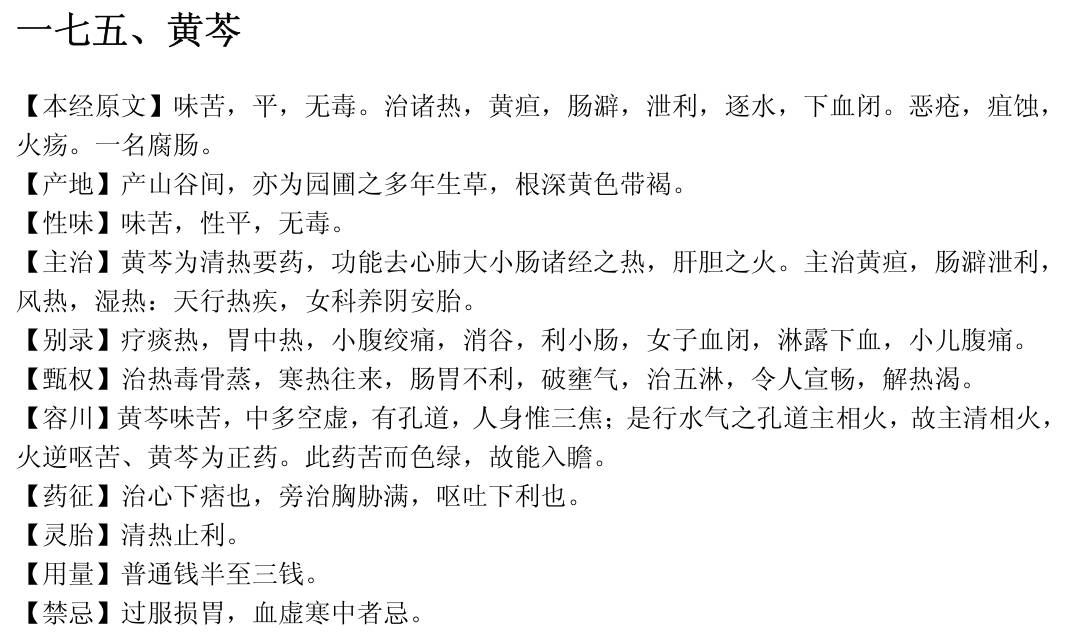 一七五、黄芩
【本经原文】味苦，平，无毒。治诸热，黄疸，肠澼，泄利，逐水，下血闭。恶疮，疽蚀，
火疡。一名腐肠。
【产地】产山谷间，亦为园圃之多年生草，根深黄色带褐。
【性味】味苦，性平，无毒。
【主治】黄芩为清热要药，功能去心肺大小肠诸经之热，肝胆之火。主治黄疸，肠澼泄利，
风热，湿热：天行热疾，女科养阴安胎。
【别录】疗痰热，胃中热，小腹绞痛，消谷，利小肠，女子血闭，淋露下血，小儿腹痛。
【甄权】治热毒骨蒸，寒热往来，肠胃不利，破壅气，治五淋，令人宣畅，解热渴。
【容川】黄芩味苦，中多空虚，有孔道，人身惟三焦；是行水气之孔道主相火，故主清相火，
火逆呕苦、黄芩为正药。此药苦而色绿，故能入瞻。
【药征】治心下痞也，旁治胸胁满，呕吐下利也。
【灵胎】清热止利。
【用量】普通钱半至三钱。
【禁忌】过服损胃，血虚寒中者忌。